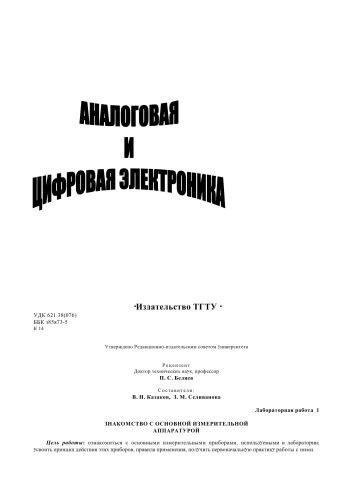 АНАЛОГОВАЯ
И
ЦИФРОВАЯ ЭЛЕКТРОНИКА
•Издательство ТГТУ •
УДК 621.38(076)
ББК з85я73-5
К 14
Утверждено Редакционно-издательским советом Университета
Рецензент
Доктор технических наук, профессор
П. С. Беляев
Составители:
В. П. Казаков, З. М. Селиванова
Лабораторная работа 1
ЗНАКОМСТВО С ОСНОВНОЙ ИЗМЕРИТЕЛЬНОЙ
АППАРАТУРОЙ
Цель работы: ознакомиться с основными измерительными приборами, используемыми в лаборатории,
усвоить принцип действия этих приборов, правила применения, получить первоначальную практику работы с ними.